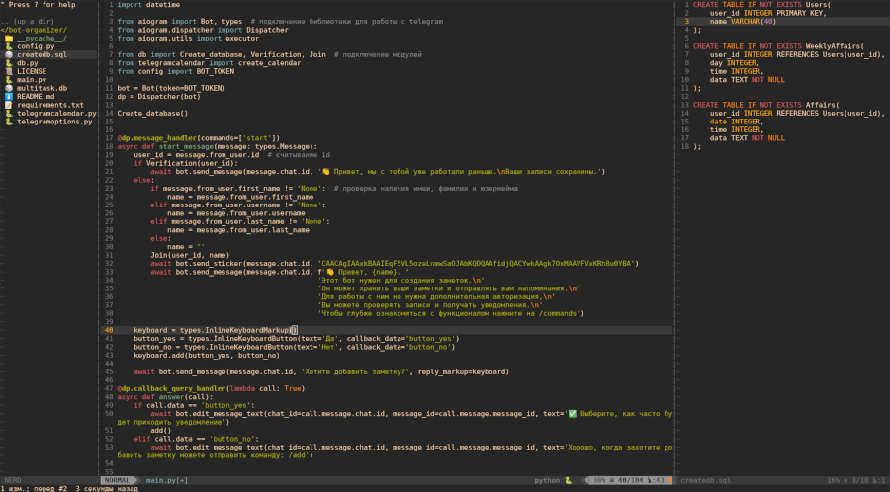 " Press ? for help
.. (up a dir)
</bot-organizer/
__pycache__/
config.py
createdb.sql
db.py
LICENSE
main.py
multitask.db
README.md
requirements.txt
telegramcalendar.py
telegramoptions.py
NERD
1 import datetime
2
3 from aiogram import Bot, types  # подключение библиотеки для работы с telegram
4 from aiogram.dispatcher import Dispatcher
5 from aiogram.utils import executor
6
7 from db import Create_database, Verification, Join  # подключение модулей
8 from telegramcalendar import create_calendar
9 from config import BOT_TOKEN
10
11 bot = Bot(token=BOT_TOKEN)
12 dp = Dispatcher(bot)
13
14 Create_database()
15
16
17 @dp.message_handler(commands=['start'])
18 async def start_message(message: types.Message):
19     user_id = message.from_user.id  # считывание id
20     if Verification(user_id):
21         await bot.send_message(message.chat.id, '👋 Привет, мы с тобой уже работали раньше.\nВаши записи сохранены.')
22     else:
23         if message.from_user.first_name != 'None':  # проверка наличия имени, фамилии и юзернейма
24             name = message.from_user.first_name
25         elif message.from_user.username != 'None':
26             name = message.from_user.username
27         elif message.from_user.last_name != 'None':
28             name = message.from_user.last_name
29         else:
30             name = ''
31         Join(user_id, name)
32         await bot.send_sticker(message.chat.id,
33         await bot.send_message(message.chat.id, f'👋 Привет, {name}. '
34 'Этот бот нужен для создания заметок.\n'
35 'Он может хранить ваши заметки и отправлять вам напоминания.\n'
36 'Для работы с ним не нужна дополнительная авторизация,\n'
37 'Вы можете проверять записи и получать уведомления.\n'
38 'Чтобы глубже ознакомиться с функционалом нажмите на /commands')
39
40     keyboard = types.InlineKeyboardMarkup()
41     button_yes = types.InlineKeyboardButton(text='Да', callback_data='button_yes')
42     button_no = types.InlineKeyboardButton(text='Нет', callback_data='button_no')
43     keyboard.add(button_yes, button_no)
44
45     await bot.send_message(message.chat.id, 'Хотите добавить заметку?', reply_markup=keyboard)
46
47 @dp.callback_query_handler(lambda call: True)
48 async def answer(call):
49     if call.data == 'button_yes':
50         await bot.edit_message_text(chat_id=call.message.chat.id, message_id=call.message.message_id, text='✅ Выберите, как часто бу
дет приходить уведомление')
51         add()
52     elif call.data == 'button_no':
53         await bot.edit_message_text(chat_id=call.message.chat.id, message_id=call.message.message_id, text='Хорошо, когда захотите до
бавить заметку можете отправить команду: /add')
54
55
NORMAL main.py[+] python 38% 40/104 :43
1 CREATE TABLE IF NOT EXISTS Users(
2     user_id INTEGER PRIMARY KEY,
3     name VARCHAR(40)
4 );
5
6 CREATE TABLE IF NOT EXISTS WeeklyAffairs(
7     user_id INTEGER REFERENCES Users(user_id),
8     day INTEGER,
9     time INTEGER,
10     data TEXT NOT NULL
11 );
12
13 CREATE TABLE IF NOT EXISTS Affairs(
14     user_id INTEGER REFERENCES Users(user_id),
15     date INTEGER,
16     time INTEGER,
17     data TEXT NOT NULL
18 );
createdb.sql 16% 3/18 :1
1 изм.; перед #2  3 секунды назад